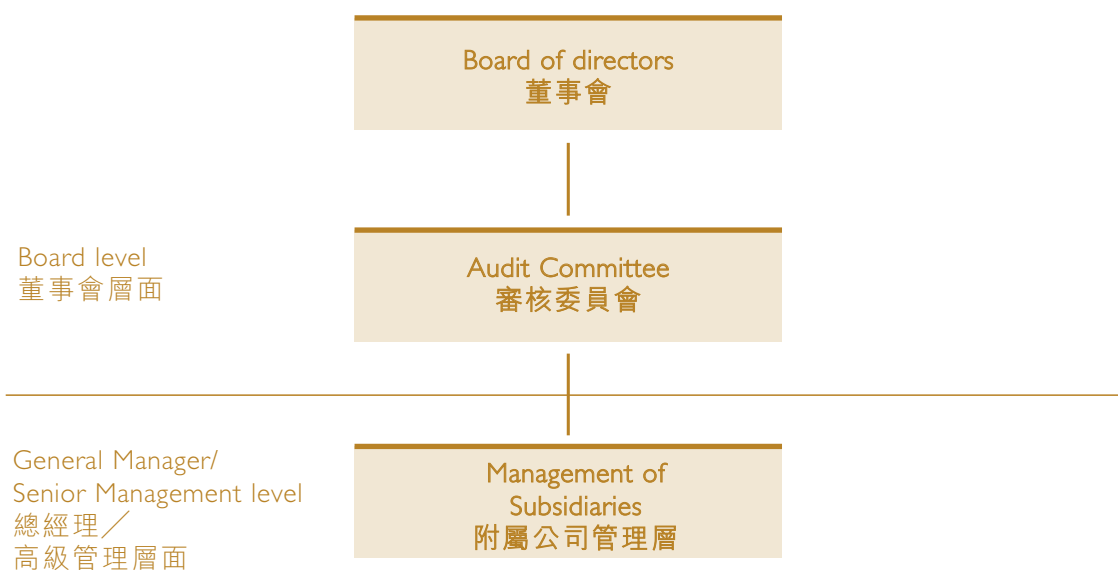 Board of directors
董事會
Board level
董事會層面
Audit Committee
審核委員會
General Manager/
Senior Management level
總經理／
高級管理層面
Management of
Subsidiaries
附屬公司管理層